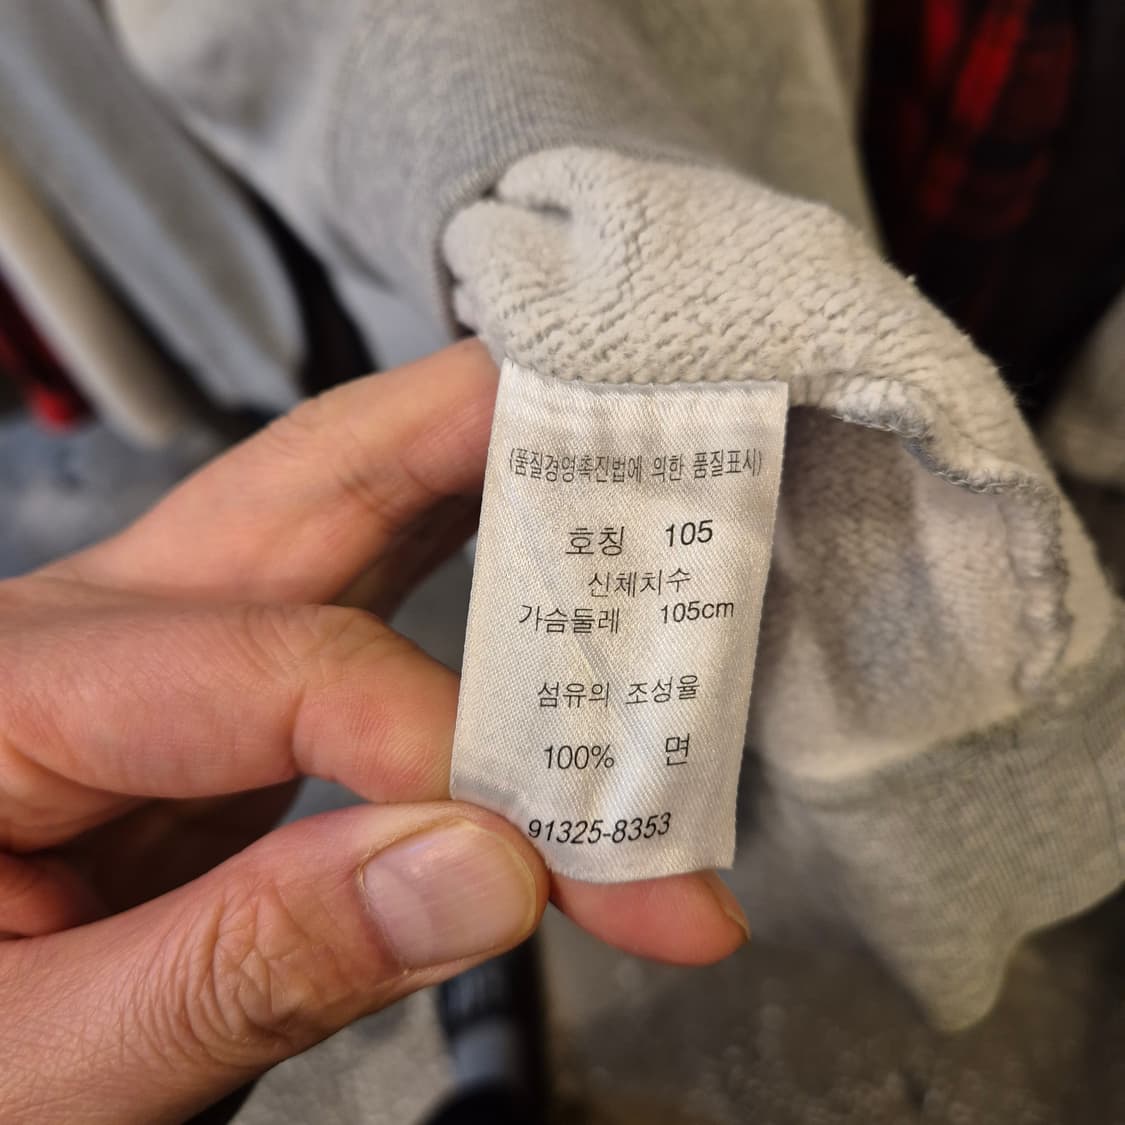 (품질경영촉진법에 의한 품질표시)
호칭 105
신체치수
가슴둘레 105cm
섬유의 조성율
100% 면
91325-8353